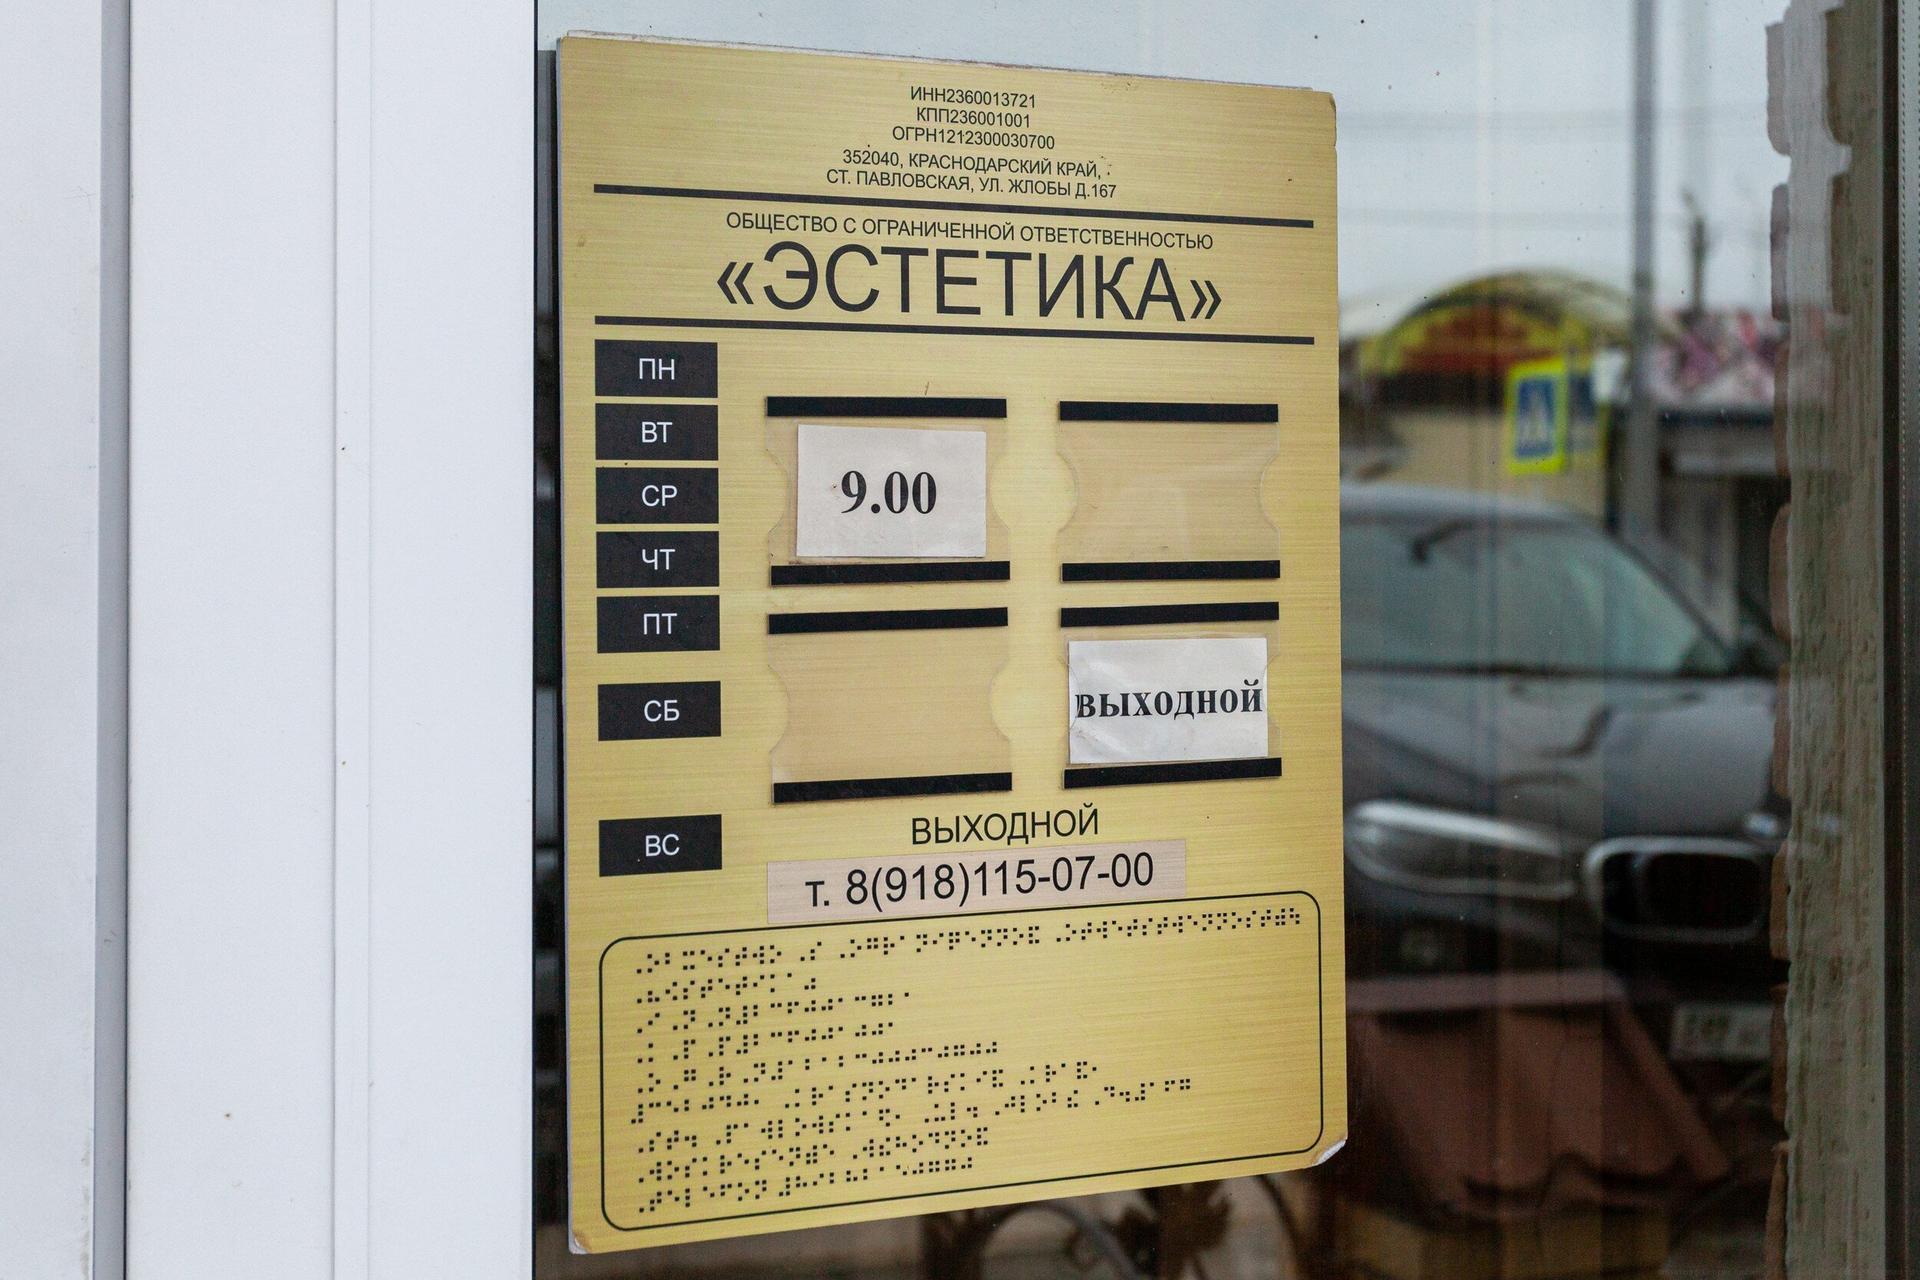 ИНН2360013721
КПП236001001
ОГРН1212300030700
352040, КРАСНОДАРСКИЙ КРАЙ,
СТ. ПАВЛОВСКАЯ, УЛ. ЖЛОБЫ Д.167
ОБЩЕСТВО С ОГРАНИЧЕННОЙ ОТВЕТСТВЕННОСТЬЮ
«ЭСТЕТИКА»
ПН
ВТ
СР
ЧТ
ПТ
СБ
ВС
9.00
ВЫХОДНОЙ
ВЫХОДНОЙ
т. 8(918)115-07-00